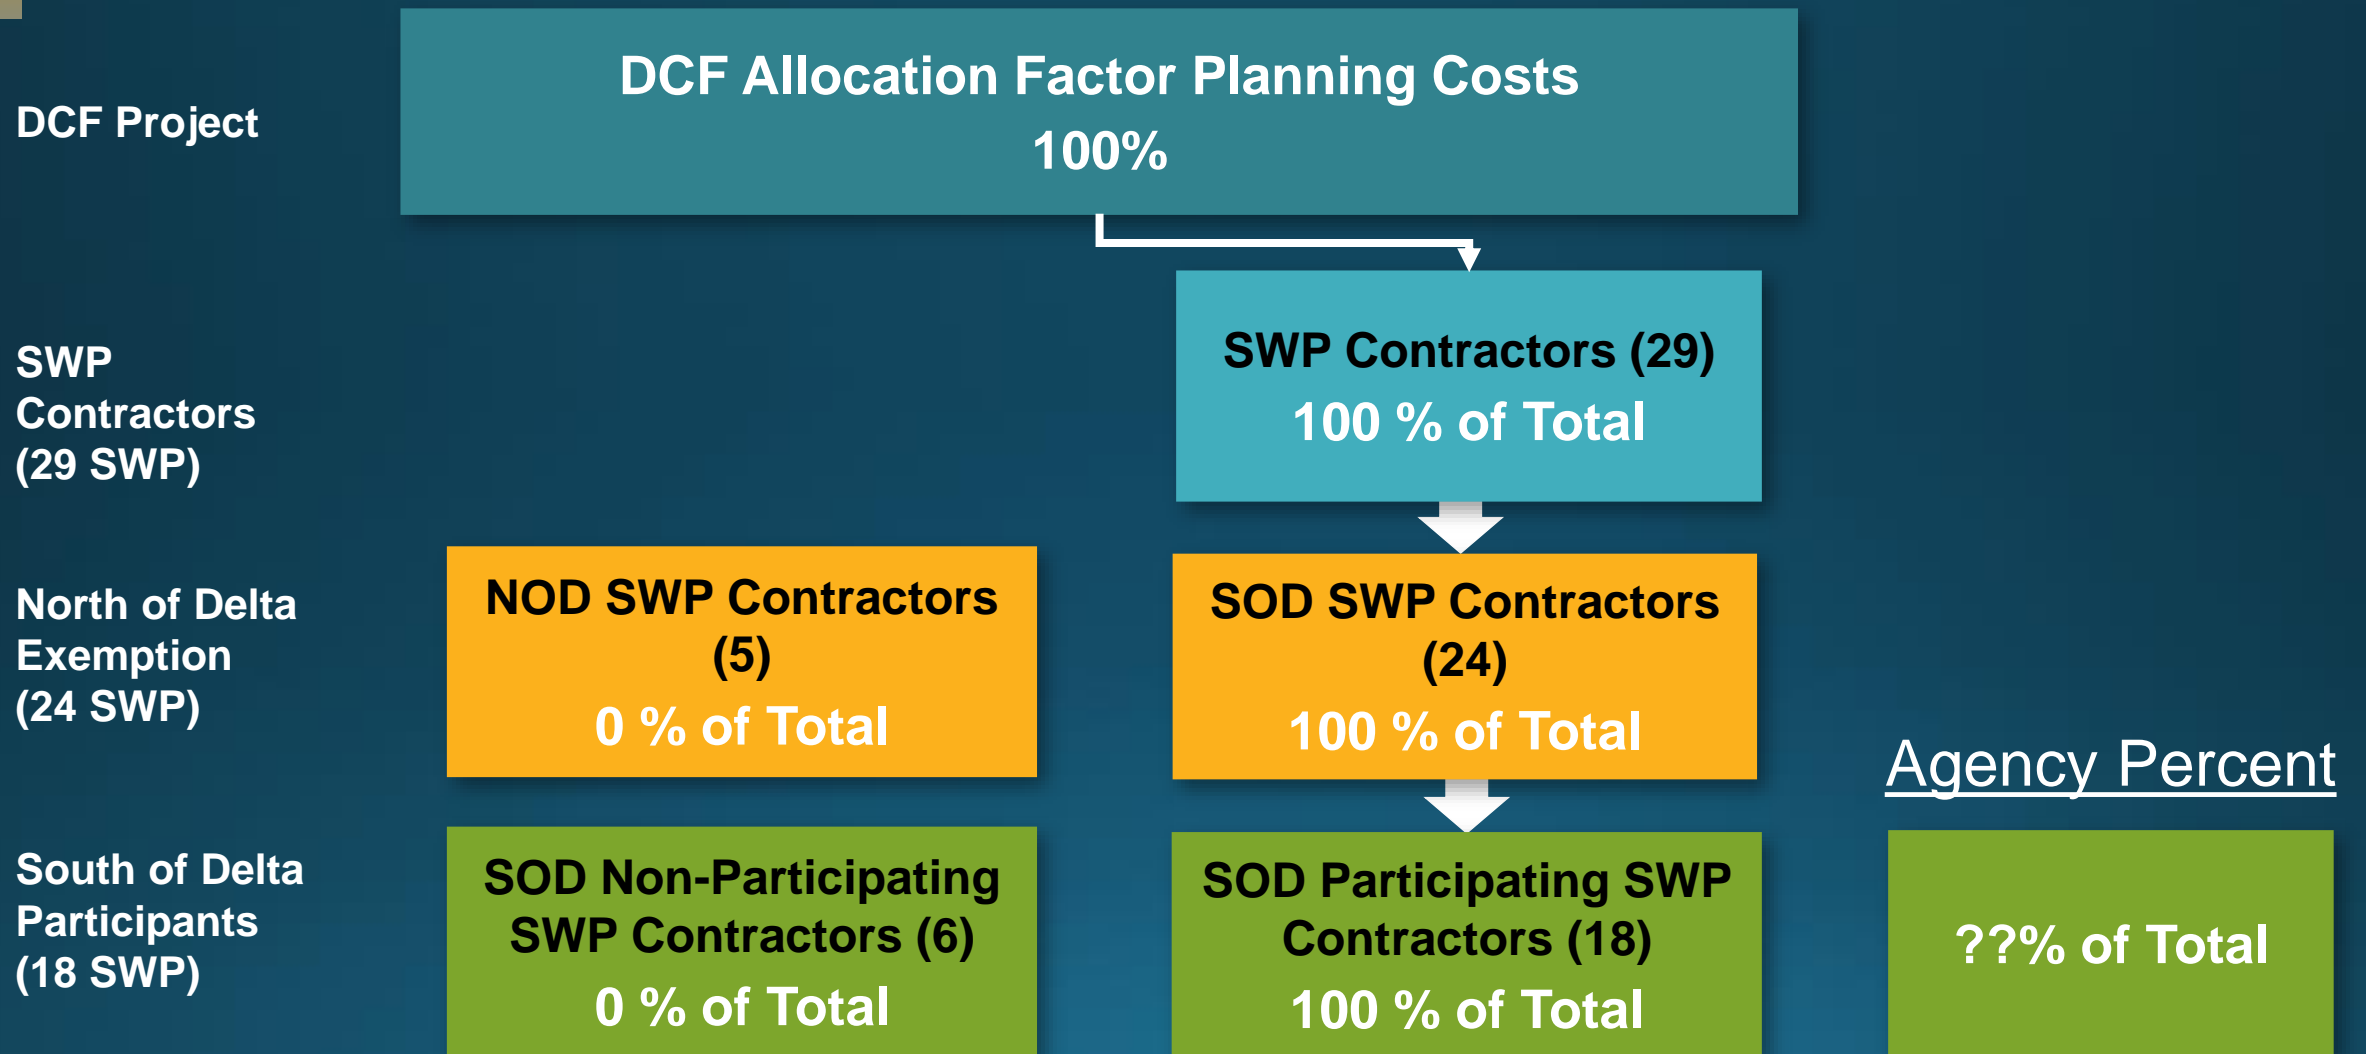 DCF Project
DCF Allocation Factor Planning Costs
100%
SWP
Contractors
(29 SWP)
SWP Contractors (29)
100 % of Total
North of Delta
Exemption
(24 SWP)
NOD SWP Contractors
(5)
0 % of Total
SOD SWP Contractors
(24)
100 % of Total
Agency Percent
South of Delta
Participants
(18 SWP)
SOD Non-Participating
SWP Contractors (6)
0 % of Total
SOD Participating SWP
Contractors (18)
100 % of Total
??% of Total